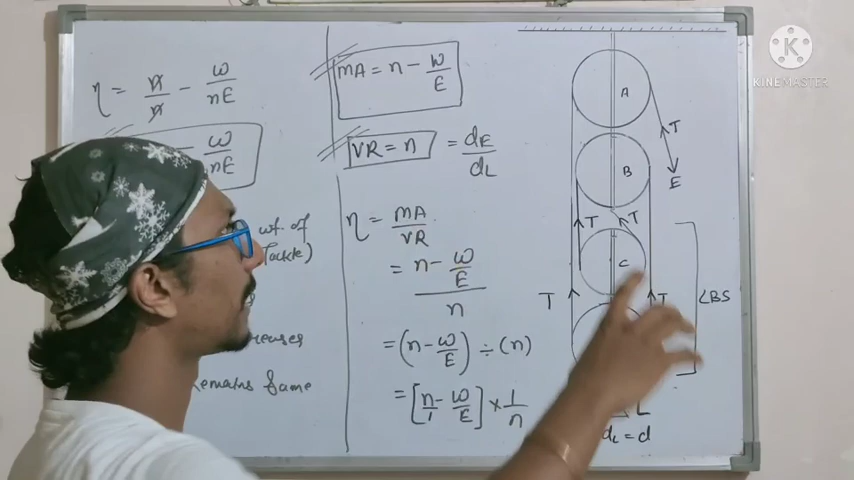 η = n/n - w/nE
- w/nE
wt. of
Tackle)
reases
Remains Same
MA = n - w/E
VR = n = dE/dL
η = MA/VR
= n - w/E / n
= (n - w/E) ÷ (n)
= [n/1 - w/E] × 1/n
A
T
B
E
T
T
C
T
T
LBS
L
dL = d
K
KINEMASTER